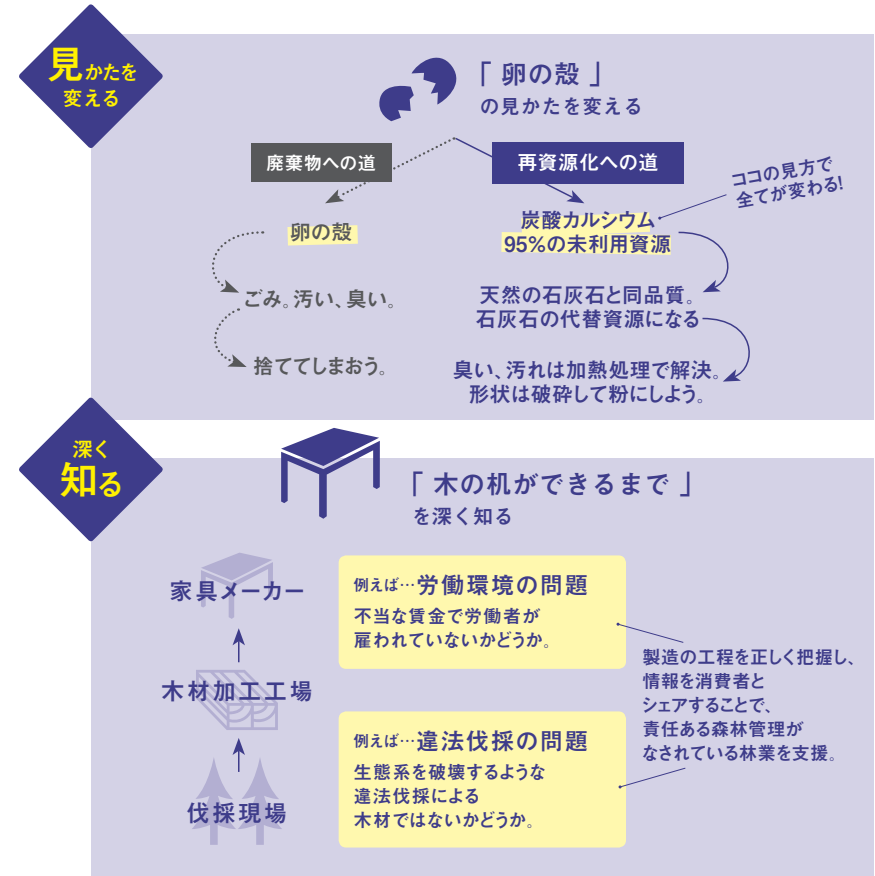 見かたを
変える
「 卵の殻 」
の見かたを変える
廃棄物への道
再資源化への道
ココの見方で
全てが変わる!
卵の殻
炭酸カルシウム
95%の未利用資源
ごみ。汚い、臭い。
天然の石灰石と同品質。
石灰石の代替資源になる
捨ててしまおう。
臭い、汚れは加熱処理で解決。
形状は破砕して粉にしよう。
深く
知る
「 木の机ができるまで 」
を深く知る
家具メーカー
例えば…労働環境の問題
不当な賃金で労働者が
雇われていないかどうか。
木材加工工場
製造の工程を正しく把握し、
情報を消費者と
シェアすることで、
責任ある森林管理が
なされている林業を支援。
例えば…違法伐採の問題
生態系を破壊するような
違法伐採による
木材ではないかどうか。
伐採現場